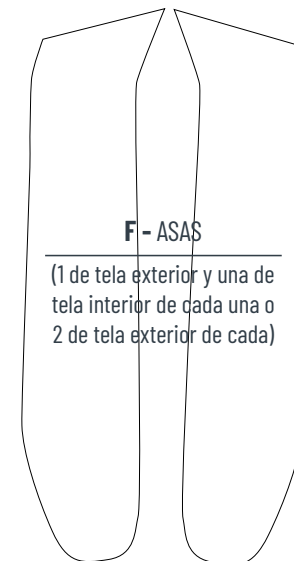 F - ASAS
(1 de tela exterior y una de
tela interior de cada una o
2 de tela exterior de cada)